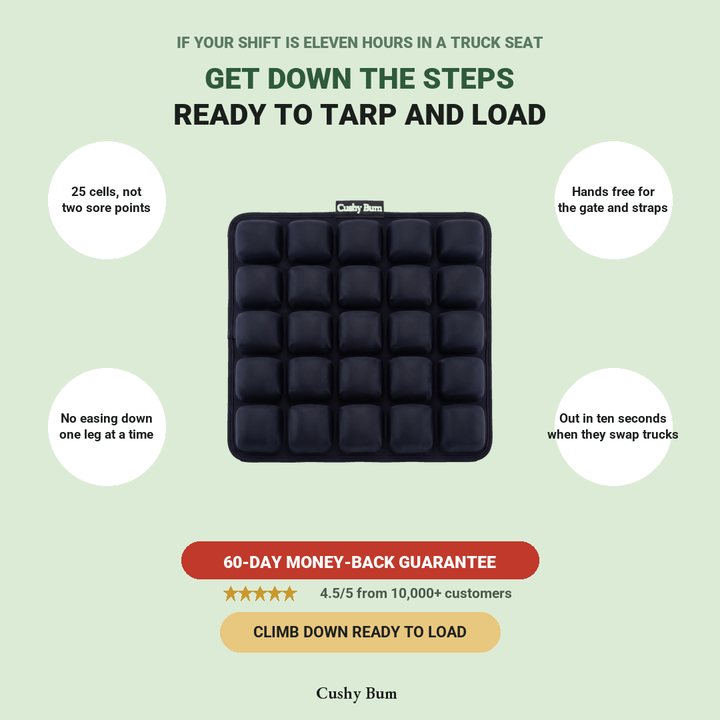 IF YOUR SHIFT IS ELEVEN HOURS IN A TRUCK SEAT
GET DOWN THE STEPS
READY TO TARP AND LOAD
25 cells, not
two sore points
Hands free for
the gate and straps
Cushy Bum
No easing down
one leg at a time
Out in ten seconds
when they swap trucks
60-DAY MONEY-BACK GUARANTEE
4.5/5 from 10,000+ customers
CLIMB DOWN READY TO LOAD
Cushy Bum